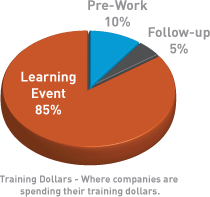 Pre-Work
10%
Follow-up
5%
Learning
Event
85%
Training Dollars - Where companies are
spending their training dollars.